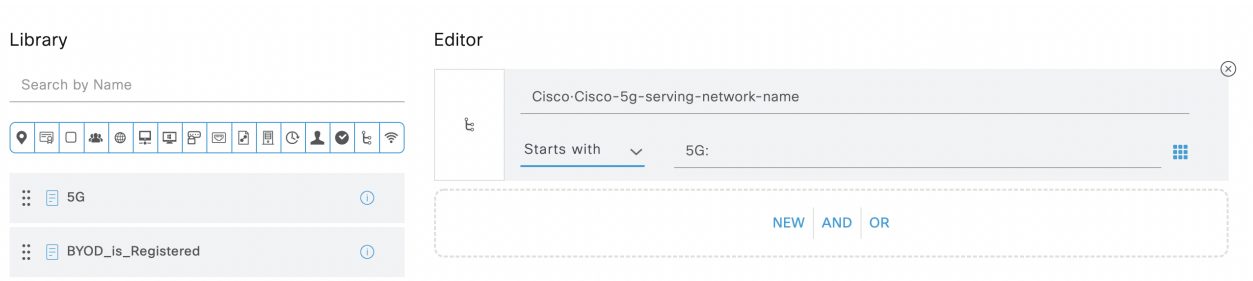 Library
Search by Name
5G
BYOD_is_Registered
Editor
Cisco·Cisco-5g-serving-network-name
Starts with
5G:
NEW AND OR